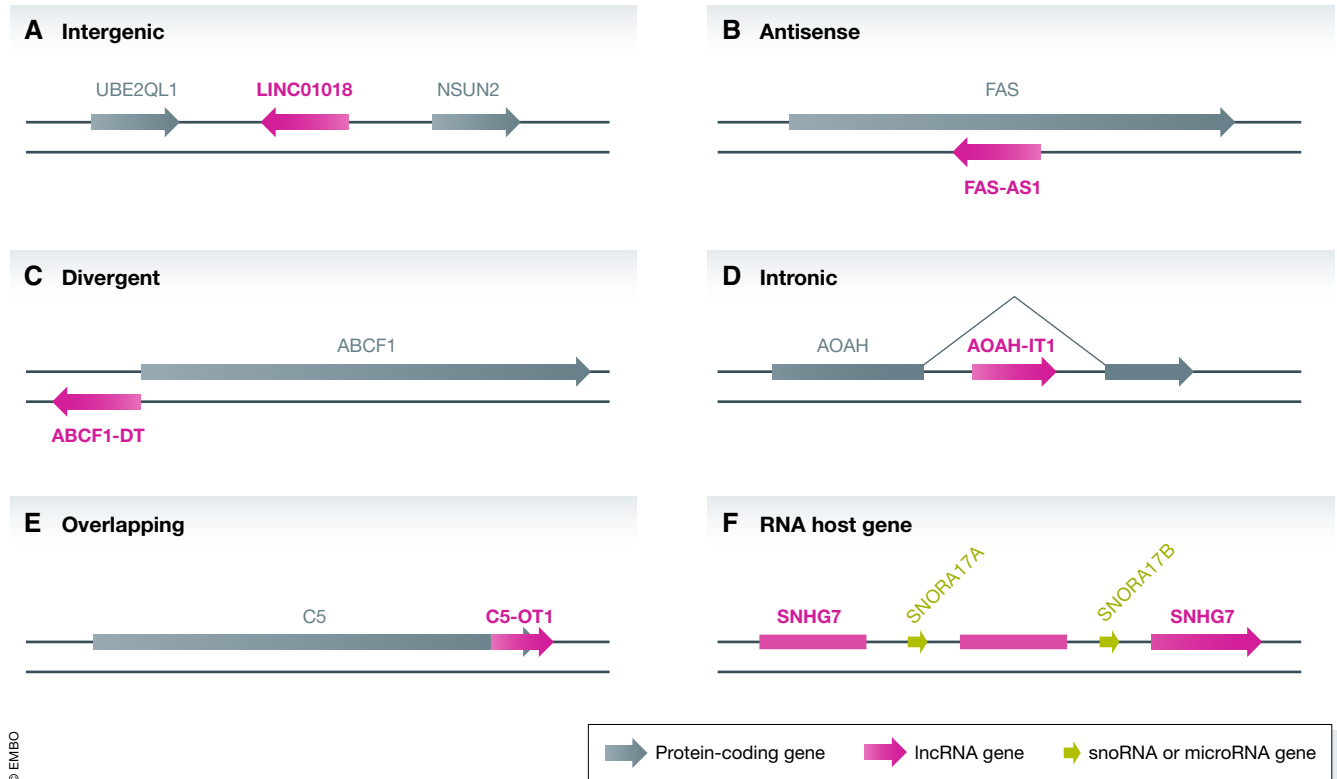 A Intergenic
UBE2QL1 LINC01018 NSUN2
B Antisense
FAS
FAS-AS1
C Divergent
ABCF1
ABCF1-DT
D Intronic
AOAH AOAH-IT1
E Overlapping
C5 C5-OT1
F RNA host gene
SNHG7 SNORA17A SNORA17B SNHG7
Protein-coding gene lncRNA gene snoRNA or microRNA gene
© EMBO